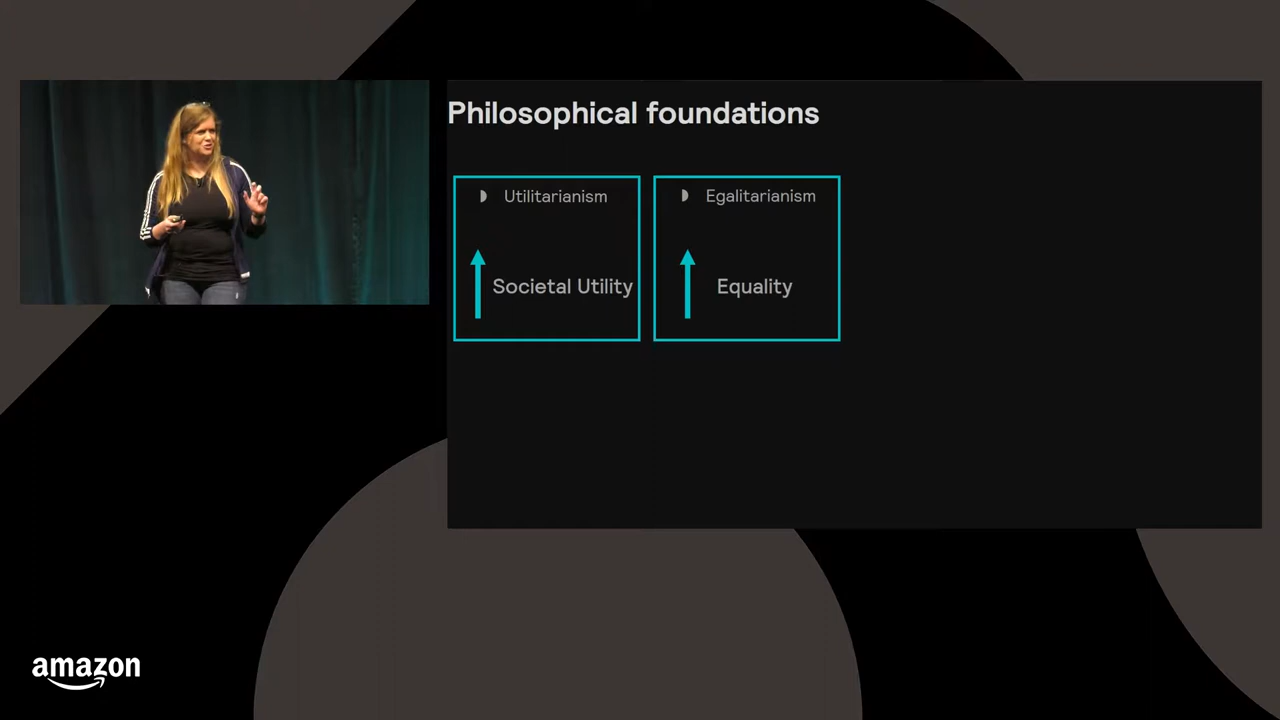 Philosophical foundations
Utilitarianism
Societal Utility
Egalitarianism
Equality
amazon